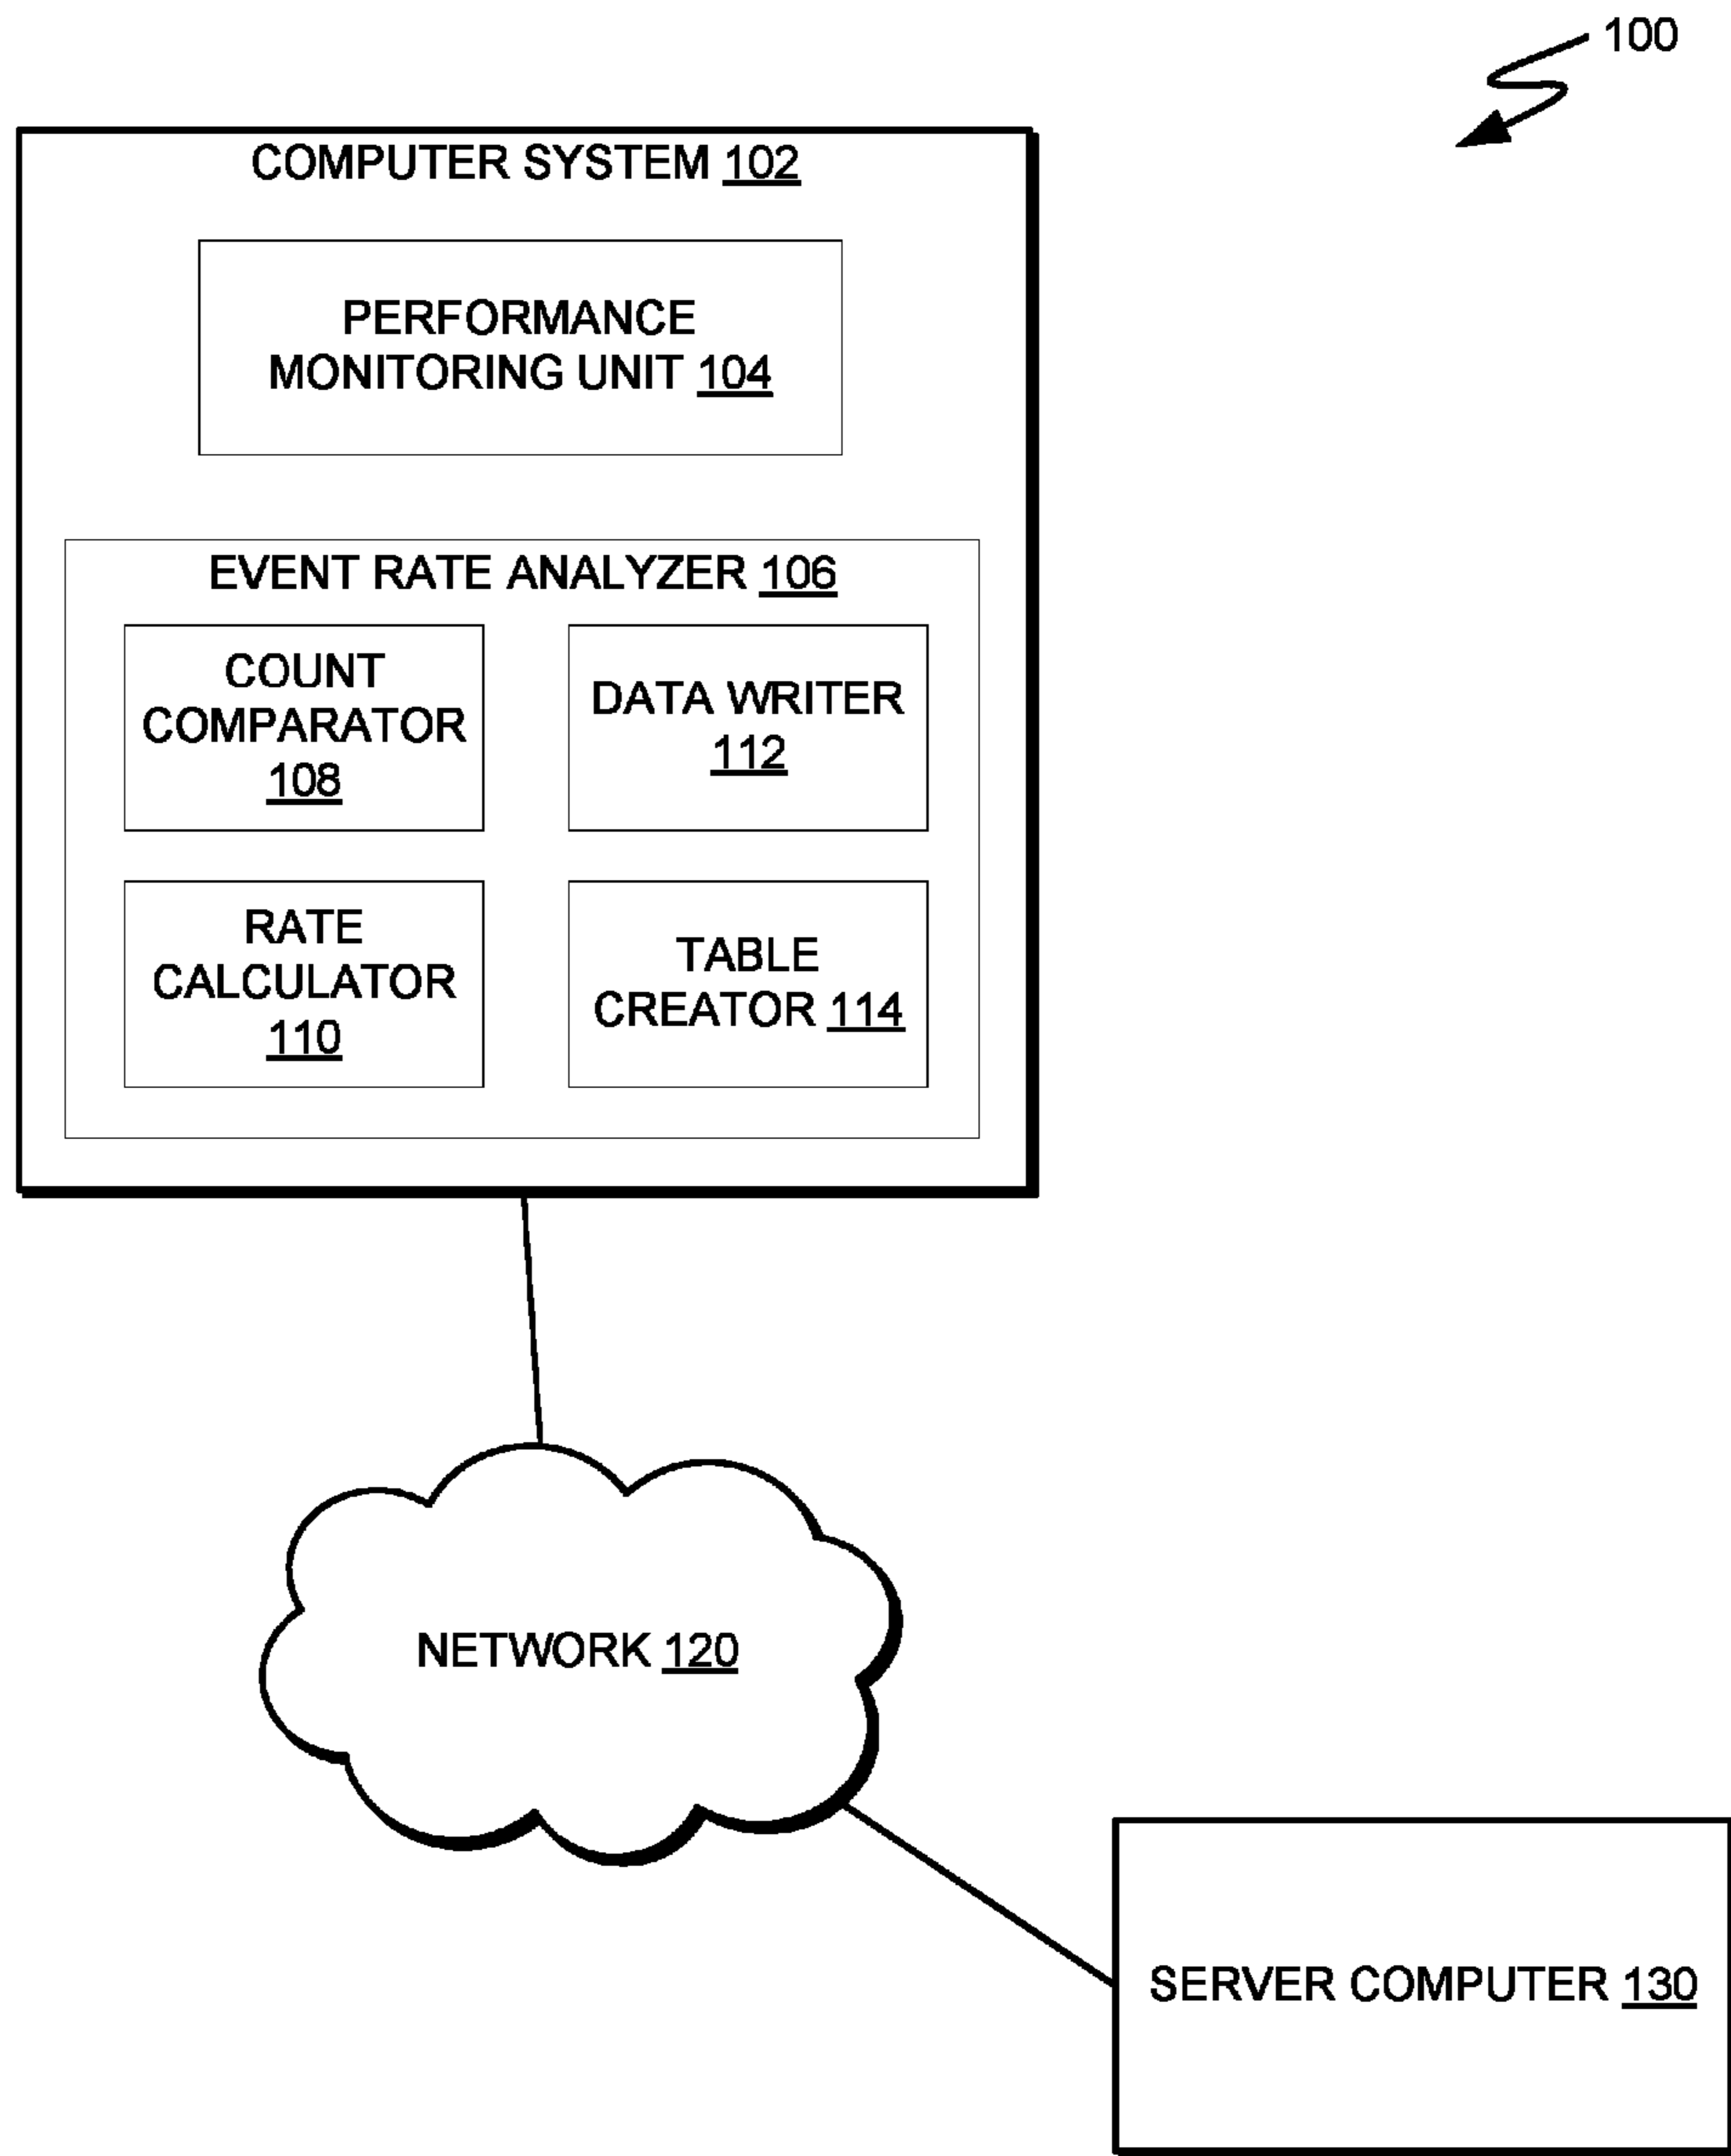 100
COMPUTER SYSTEM 102
PERFORMANCE
MONITORING UNIT 104
EVENT RATE ANALYZER 106
COUNT
COMPARATOR
108
DATA WRITER
112
RATE
CALCULATOR
110
TABLE
CREATOR 114
NETWORK 120
SERVER COMPUTER 130